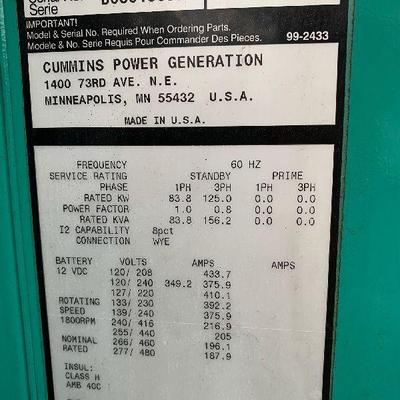 Serie
IMPORTANT!
Model & Serial No. Required When Ordering Parts.
Modele & No. Serie Requis Pour Commander Des Pieces. 99-2433
CUMMINS POWER GENERATION
1400 73RD AVE. N.E.
MINNEAPOLIS, MN 55432 U.S.A.
MADE IN U.S.A.
FREQUENCY 60 HZ
SERVICE RATING STANDBY PRIME
PHASE 1PH 3PH 1PH 3PH
RATED KW 83.8 125.0 0.0 0.0
POWER FACTOR 1.0 0.8 0.0 0.0
RATED KVA 83.8 156.2 0.0 0.0
I2 CAPABILITY 8pct
CONNECTION WYE
BATTERY VOLTS AMPS AMPS
12 VDC 120/ 208 433.7
120/ 240 349.2 375.9
127/ 220 410.1
ROTATING 133/ 230 392.2
SPEED 139/ 240 375.9
1800RPM 240/ 416 216.9
255/ 440 205
NOMINAL 266/ 460 196.1
RATED 277/ 480 187.9
INSUL:
CLASS H
AMB 40C